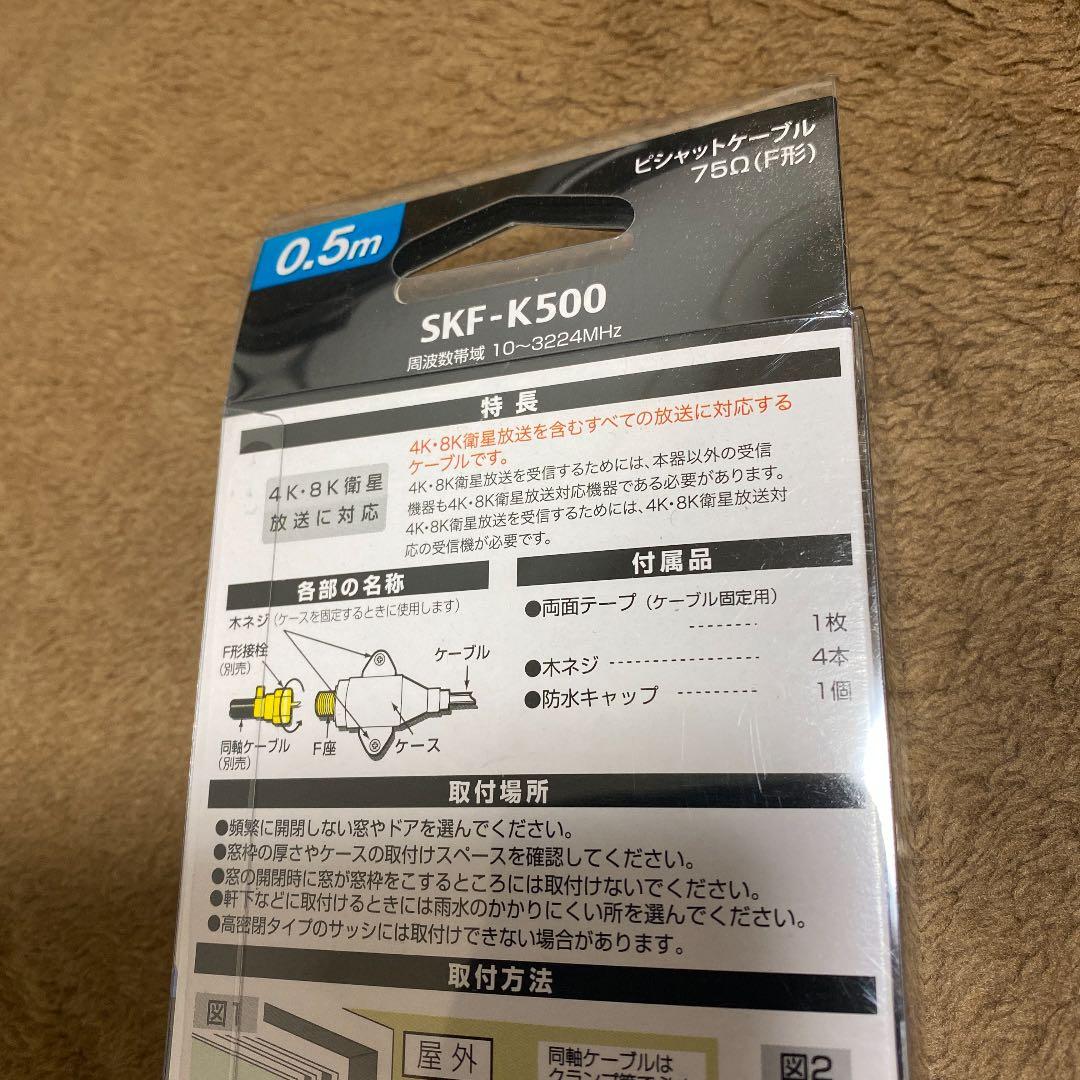 ピシャットケーブル
75Ω(F形)
0.5m
SKF-K500
周波数帯域 10～3224MHz
特長
4K・8K衛星
放送に対応
4K・8K衛星放送を含むすべての放送に対応する
ケーブルです。
4K・8K衛星放送を受信するためには、本器以外の受信
機器も4K・8K衛星放送対応機器である必要があります。
4K・8K衛星放送を受信するためには、4K・8K衛星放送対
応の受信機が必要です。
各部の名称
木ネジ(ケースを固定するときに使用します)
F形接栓
(別売)
ケーブル
同軸ケーブル
(別売)
F座
ケース
付属品
●両面テープ(ケーブル固定用)
-------- 1枚
●木ネジ ---------------- 4本
●防水キャップ --------- 1個
取付場所
●頻繁に開閉しない窓やドアを選んでください。
●窓枠の厚さやケースの取付けスペースを確認してください。
●窓の開閉時に窓が窓枠をこするところには取付けないでください。
●軒下などに取付けるときには雨水のかかりにくい所を選んでください。
●高密閉タイプのサッシには取付けできない場合があります。
取付方法
図1
屋外
同軸ケーブルは
図2